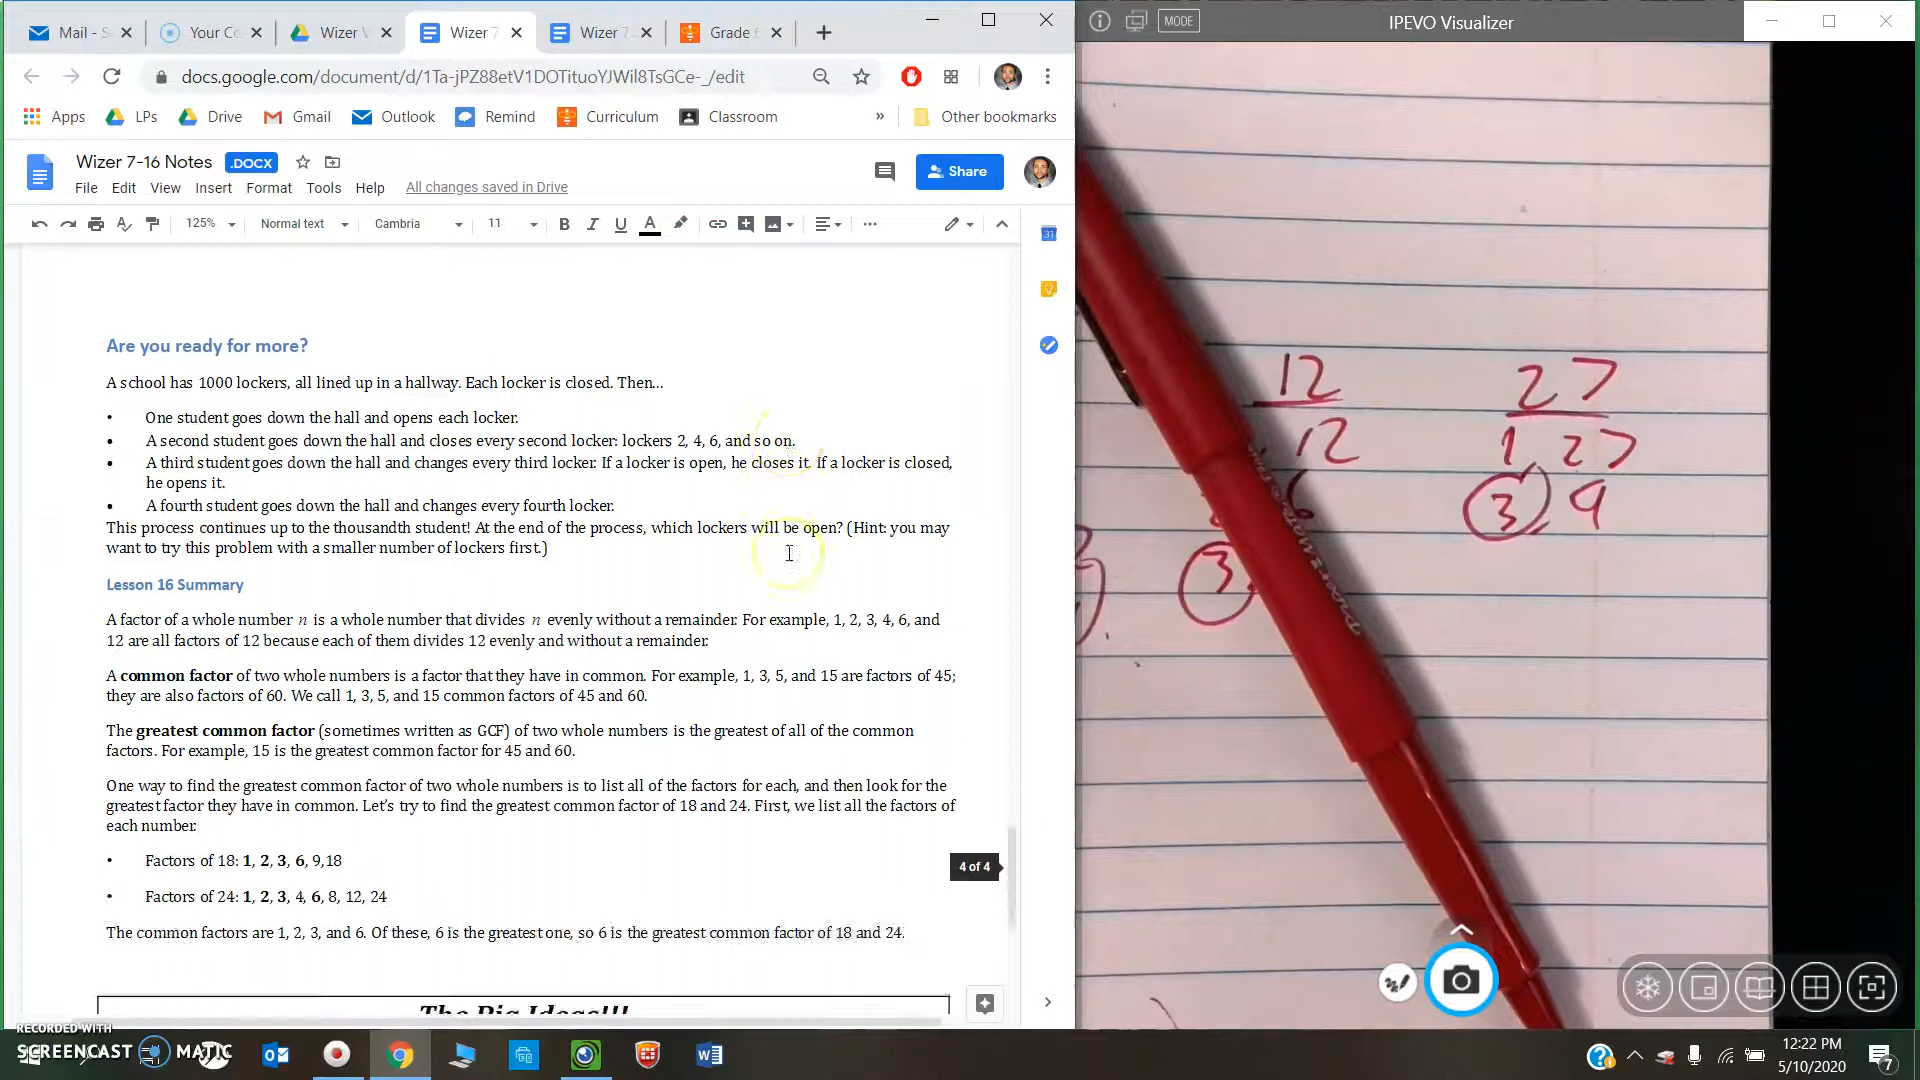 Mail - S
Your Co
Wizer
Wizer 7
Wizer 7
Grade 6
MODE
IPEVO Visualizer
docs.google.com/document/d/1Ta-jPZ88etV1DOTituoYJWil8TsGCe-_/edit
Apps LPs Drive Gmail Outlook Remind Curriculum Classroom » Other bookmarks
Wizer 7-16 Notes .DOCX
Share
File Edit View Insert Format Tools Help All changes saved in Drive
125% Normal text Cambria 11 B I U A
31
Are you ready for more?
A school has 1000 lockers, all lined up in a hallway. Each locker is closed. Then...
• One student goes down the hall and opens each locker.
• A second student goes down the hall and closes every second locker: lockers 2, 4, 6, and so on.
• A third student goes down the hall and changes every third locker. If a locker is open, he closes it. If a locker is closed,
he opens it.
• A fourth student goes down the hall and changes every fourth locker.
This process continues up to the thousandth student! At the end of the process, which lockers will be open? (Hint: you may
want to try this problem with a smaller number of lockers first.)
Lesson 16 Summary
A factor of a whole number n is a whole number that divides n evenly without a remainder. For example, 1, 2, 3, 4, 6, and
12 are all factors of 12 because each of them divides 12 evenly and without a remainder.
A common factor of two whole numbers is a factor that they have in common. For example, 1, 3, 5, and 15 are factors of 45;
they are also factors of 60. We call 1, 3, 5, and 15 common factors of 45 and 60.
The greatest common factor (sometimes written as GCF) of two whole numbers is the greatest of all of the common
factors. For example, 15 is the greatest common factor for 45 and 60.
One way to find the greatest common factor of two whole numbers is to list all of the factors for each, and then look for the
greatest factor they have in common. Let's try to find the greatest common factor of 18 and 24. First, we list all the factors of
each number:
• Factors of 18: 1, 2, 3, 6, 9,18
• Factors of 24: 1, 2, 3, 4, 6, 8, 12, 24
The common factors are 1, 2, 3, and 6. Of these, 6 is the greatest one, so 6 is the greatest common factor of 18 and 24.
4 of 4
The Big Ideas!!!
12 27
12 1 27
6 3 9
3
RECORDED WITH
SCREENCAST MATIC
12:22 PM
5/10/2020
7